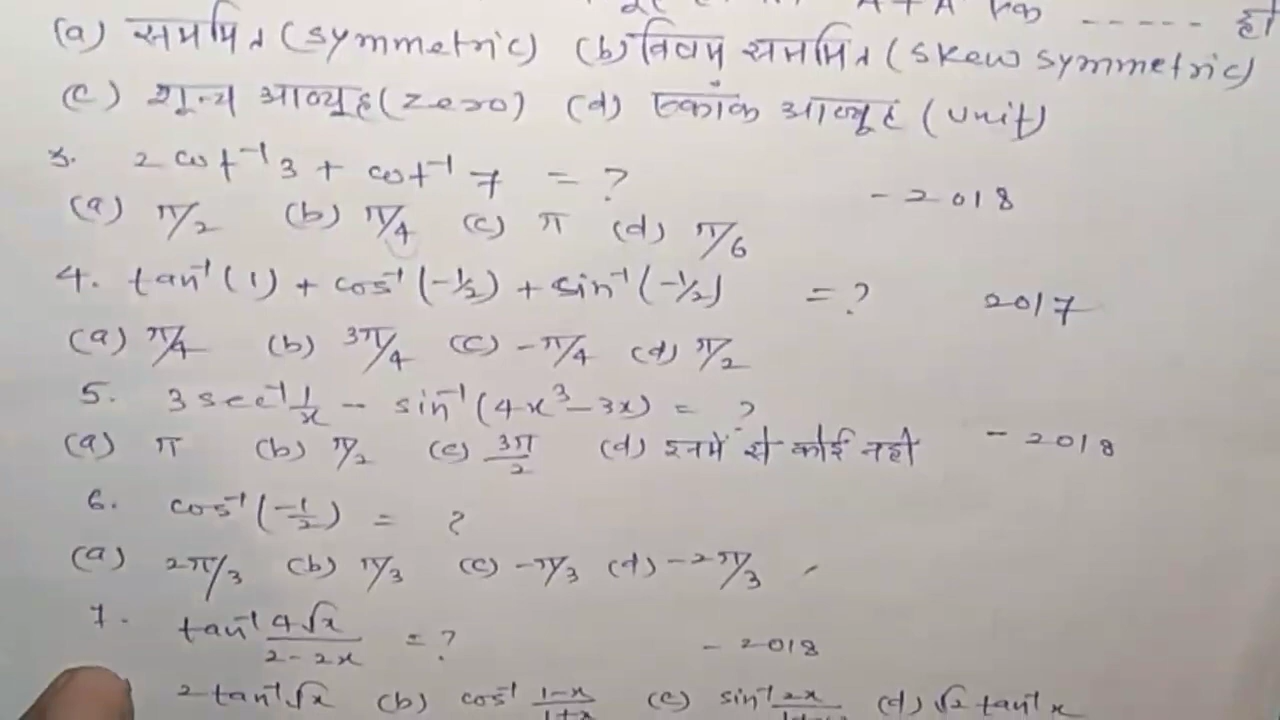 A + A' एक ----- हो
(a) सममित (symmetric) (b) विषम सममित (skew symmetric)
(c) शून्य आव्यूह (zero) (d) एकांक आव्यूह (unit)
3. 2 cot⁻¹ 3 + cot⁻¹ 7 = ? - 2018
(a) π/2 (b) π/4 (c) π (d) π/6
4. tan⁻¹(1) + cos⁻¹(-1/2) + sin⁻¹(-1/2) = ? 2017
(a) π/4 (b) 3π/4 (c) -π/4 (d) π/2
5. 3 sec⁻¹ 1/x - sin⁻¹(4x³-3x) = ?
(a) π (b) π/2 (c) 3π/2 (d) इनमें से कोई नहीं - 2018
6. cos⁻¹(-1/2) = ?
(a) 2π/3 (b) π/3 (c) -π/3 (d) -2π/3
7. tan⁻¹ 4√x/(2-2x) = ? - 2018
2 tan⁻¹√x (b) cos⁻¹ 1-x/1+x (c) sin⁻¹ 2x (d) √2 tan⁻¹ x